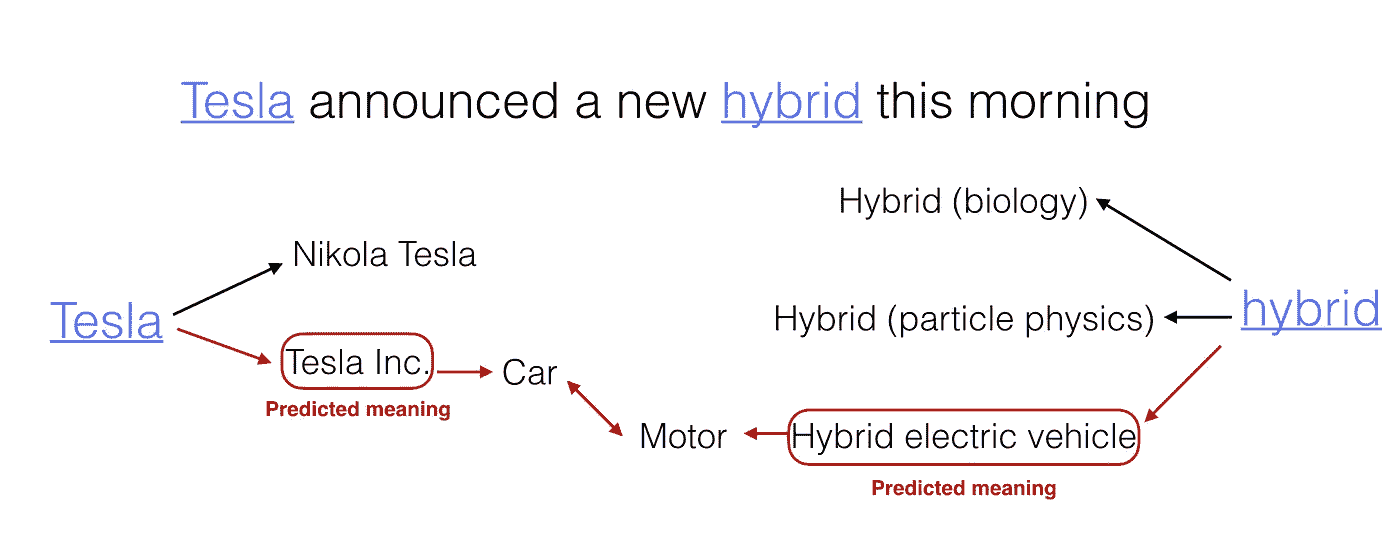 Tesla announced a new hybrid this morning
Hybrid (biology)
Nikola Tesla
Tesla
Hybrid (particle physics)
hybrid
Tesla Inc.
Car
Predicted meaning
Motor
Hybrid electric vehicle
Predicted meaning